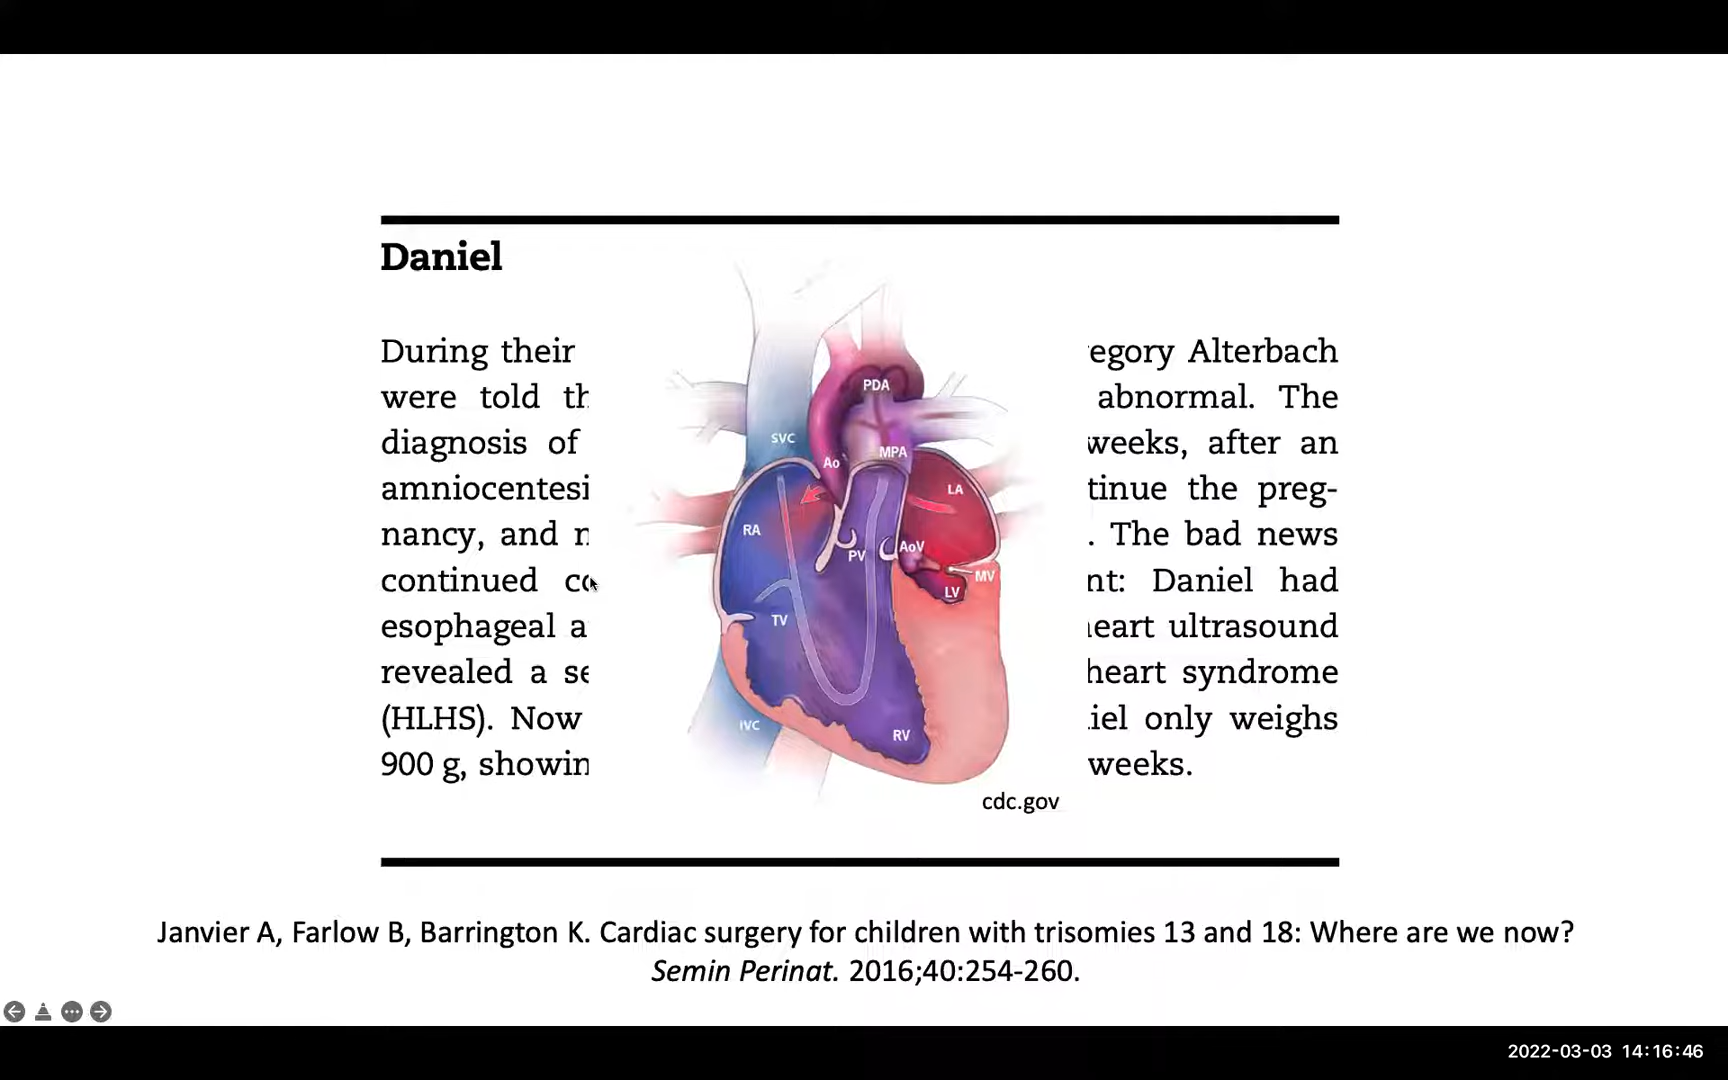 Daniel
During their egory Alterbach
were told th abnormal. The
diagnosis of weeks, after an
amniocentesi tinue the preg-
nancy, and . The bad news
continued nt: Daniel had
esophageal a eart ultrasound
revealed a se heart syndrome
(HLHS). Now iel only weighs
900 g, showin weeks.
PDA
SVC
MPA
Ao
LA
RA
AoV
PV
MV
LV
TV
IVC
RV
cdc.gov
Janvier A, Farlow B, Barrington K. Cardiac surgery for children with trisomies 13 and 18: Where are we now?
Semin Perinat. 2016;40:254-260.
2022-03-03 14:16:46